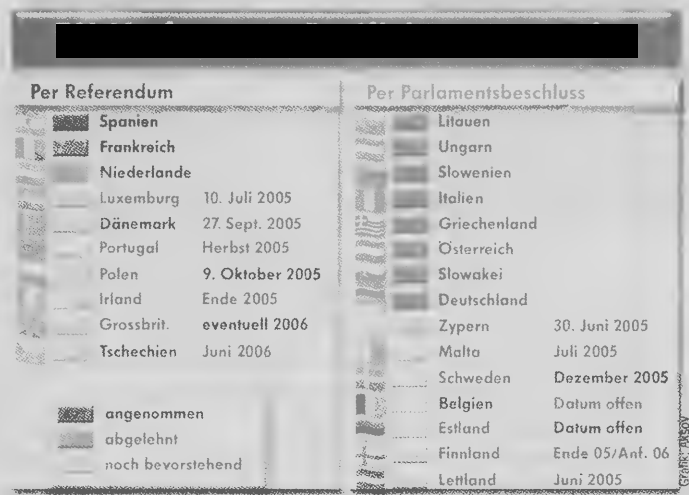 Per Referendum
Spanien
Frankreich
Niederlande
Luxemburg 10. Juli 2005
Dänemark 27. Sept. 2005
Portugal Herbst 2005
Polen 9. Oktober 2005
Irland Ende 2005
Grossbrit. eventuell 2006
Tschechien Juni 2006
angenommen
abgelehnt
noch bevorstehend
Per Parlamentsbeschluss
Litauen
Ungarn
Slowenien
Italien
Griechenland
Österreich
Slowakei
Deutschland
Zypern 30. Juni 2005
Malta Juli 2005
Schweden Dezember 2005
Belgien Datum offen
Estland Datum offen
Finnland Ende 05/Anf. 06
Lettland Juni 2005
Grafik: AKSOV